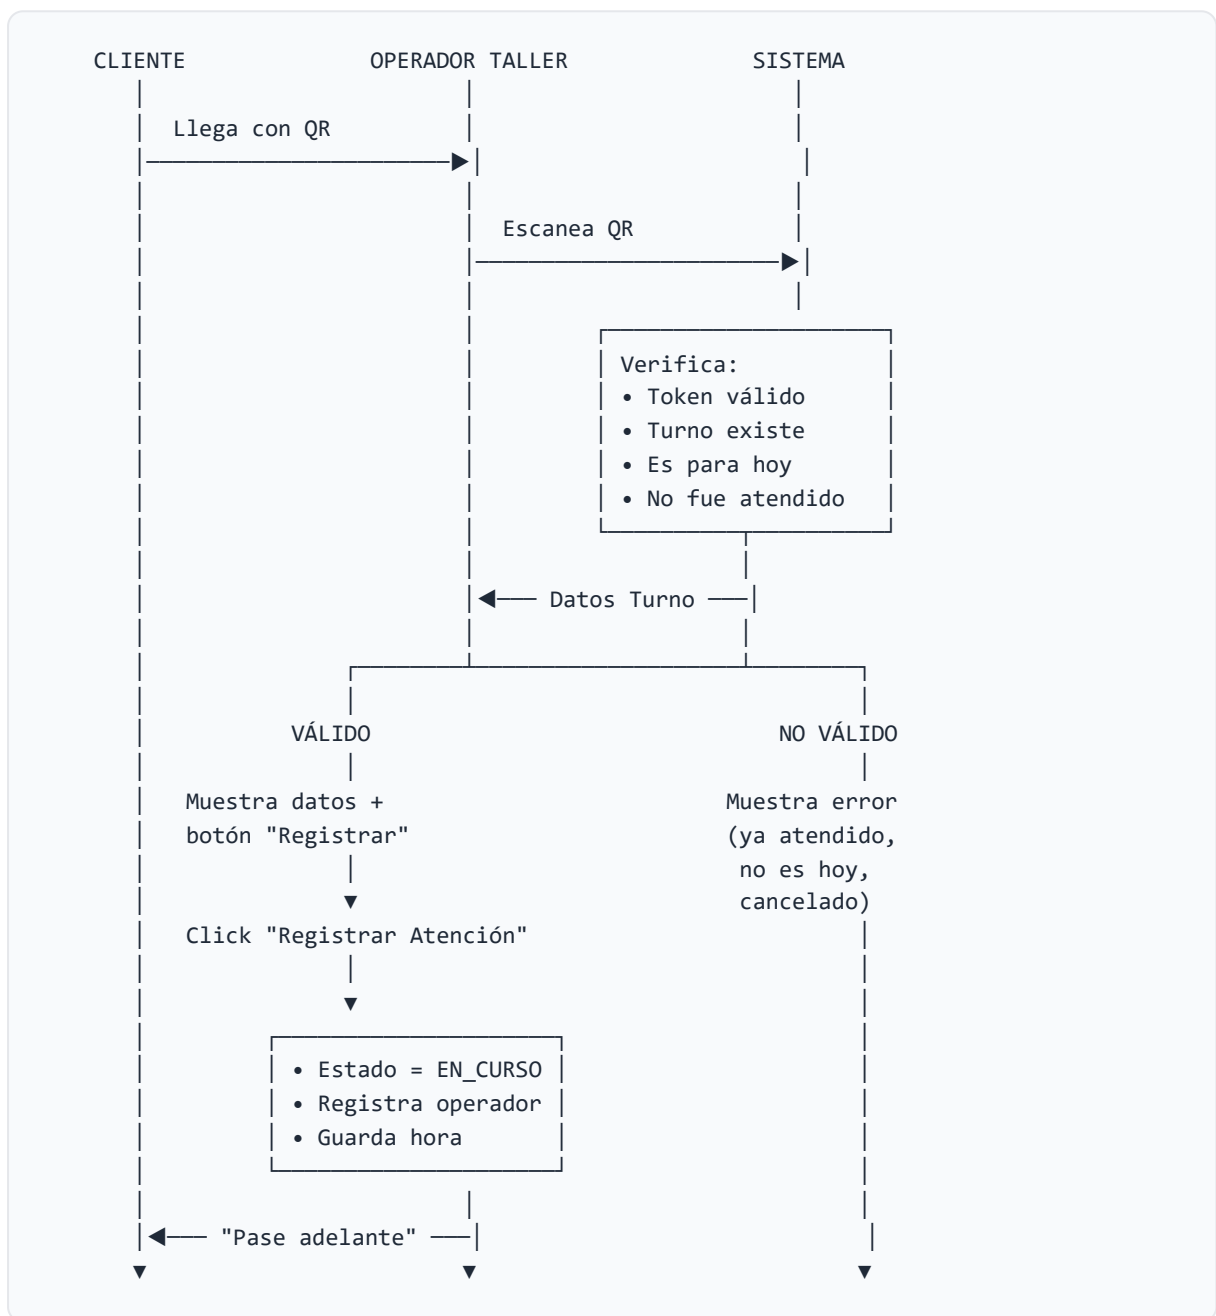 CLIENTE OPERADOR TALLER SISTEMA
Llega con QR
Escanea QR
Verifica:
• Token válido
• Turno existe
• Es para hoy
• No fue atendido
Datos Turno
VÁLIDO NO VÁLIDO
Muestra datos + Muestra error
botón "Registrar" (ya atendido,
no es hoy,
cancelado)
Click "Registrar Atención"
• Estado = EN_CURSO
• Registra operador
• Guarda hora
"Pase adelante"